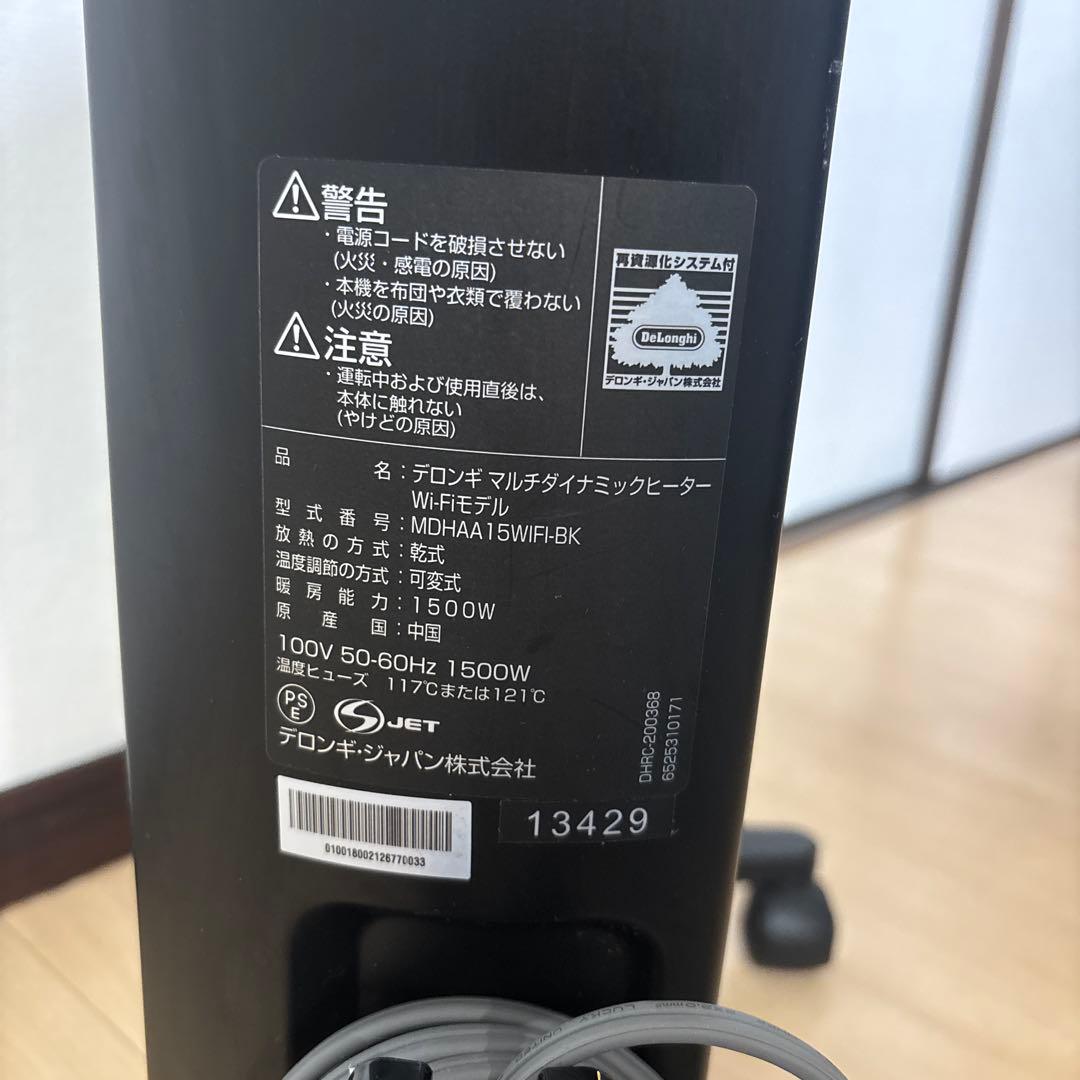 警告
・電源コードを破損させない
(火災・感電の原因)
・本機を布団や衣類で覆わない
(火災の原因)
注意
・運転中および使用直後は、
本体に触れない
(やけどの原因)
再資源化システム付
DeLonghi
デロンギ・ジャパン株式会社
品名：デロンギ マルチダイナミックヒーター
Wi-Fiモデル
型式番号：MDHAA15WIFI-BK
放熱の方式：乾式
温度調節の方式：可変式
暖房能力：1500W
原産国：中国
100V 50-60Hz 1500W
温度ヒューズ 117℃または121℃
PSE
JET
デロンギ・ジャパン株式会社
DHRC-200368
6525310171
010018002126770033
13429
LUCKY UNITED